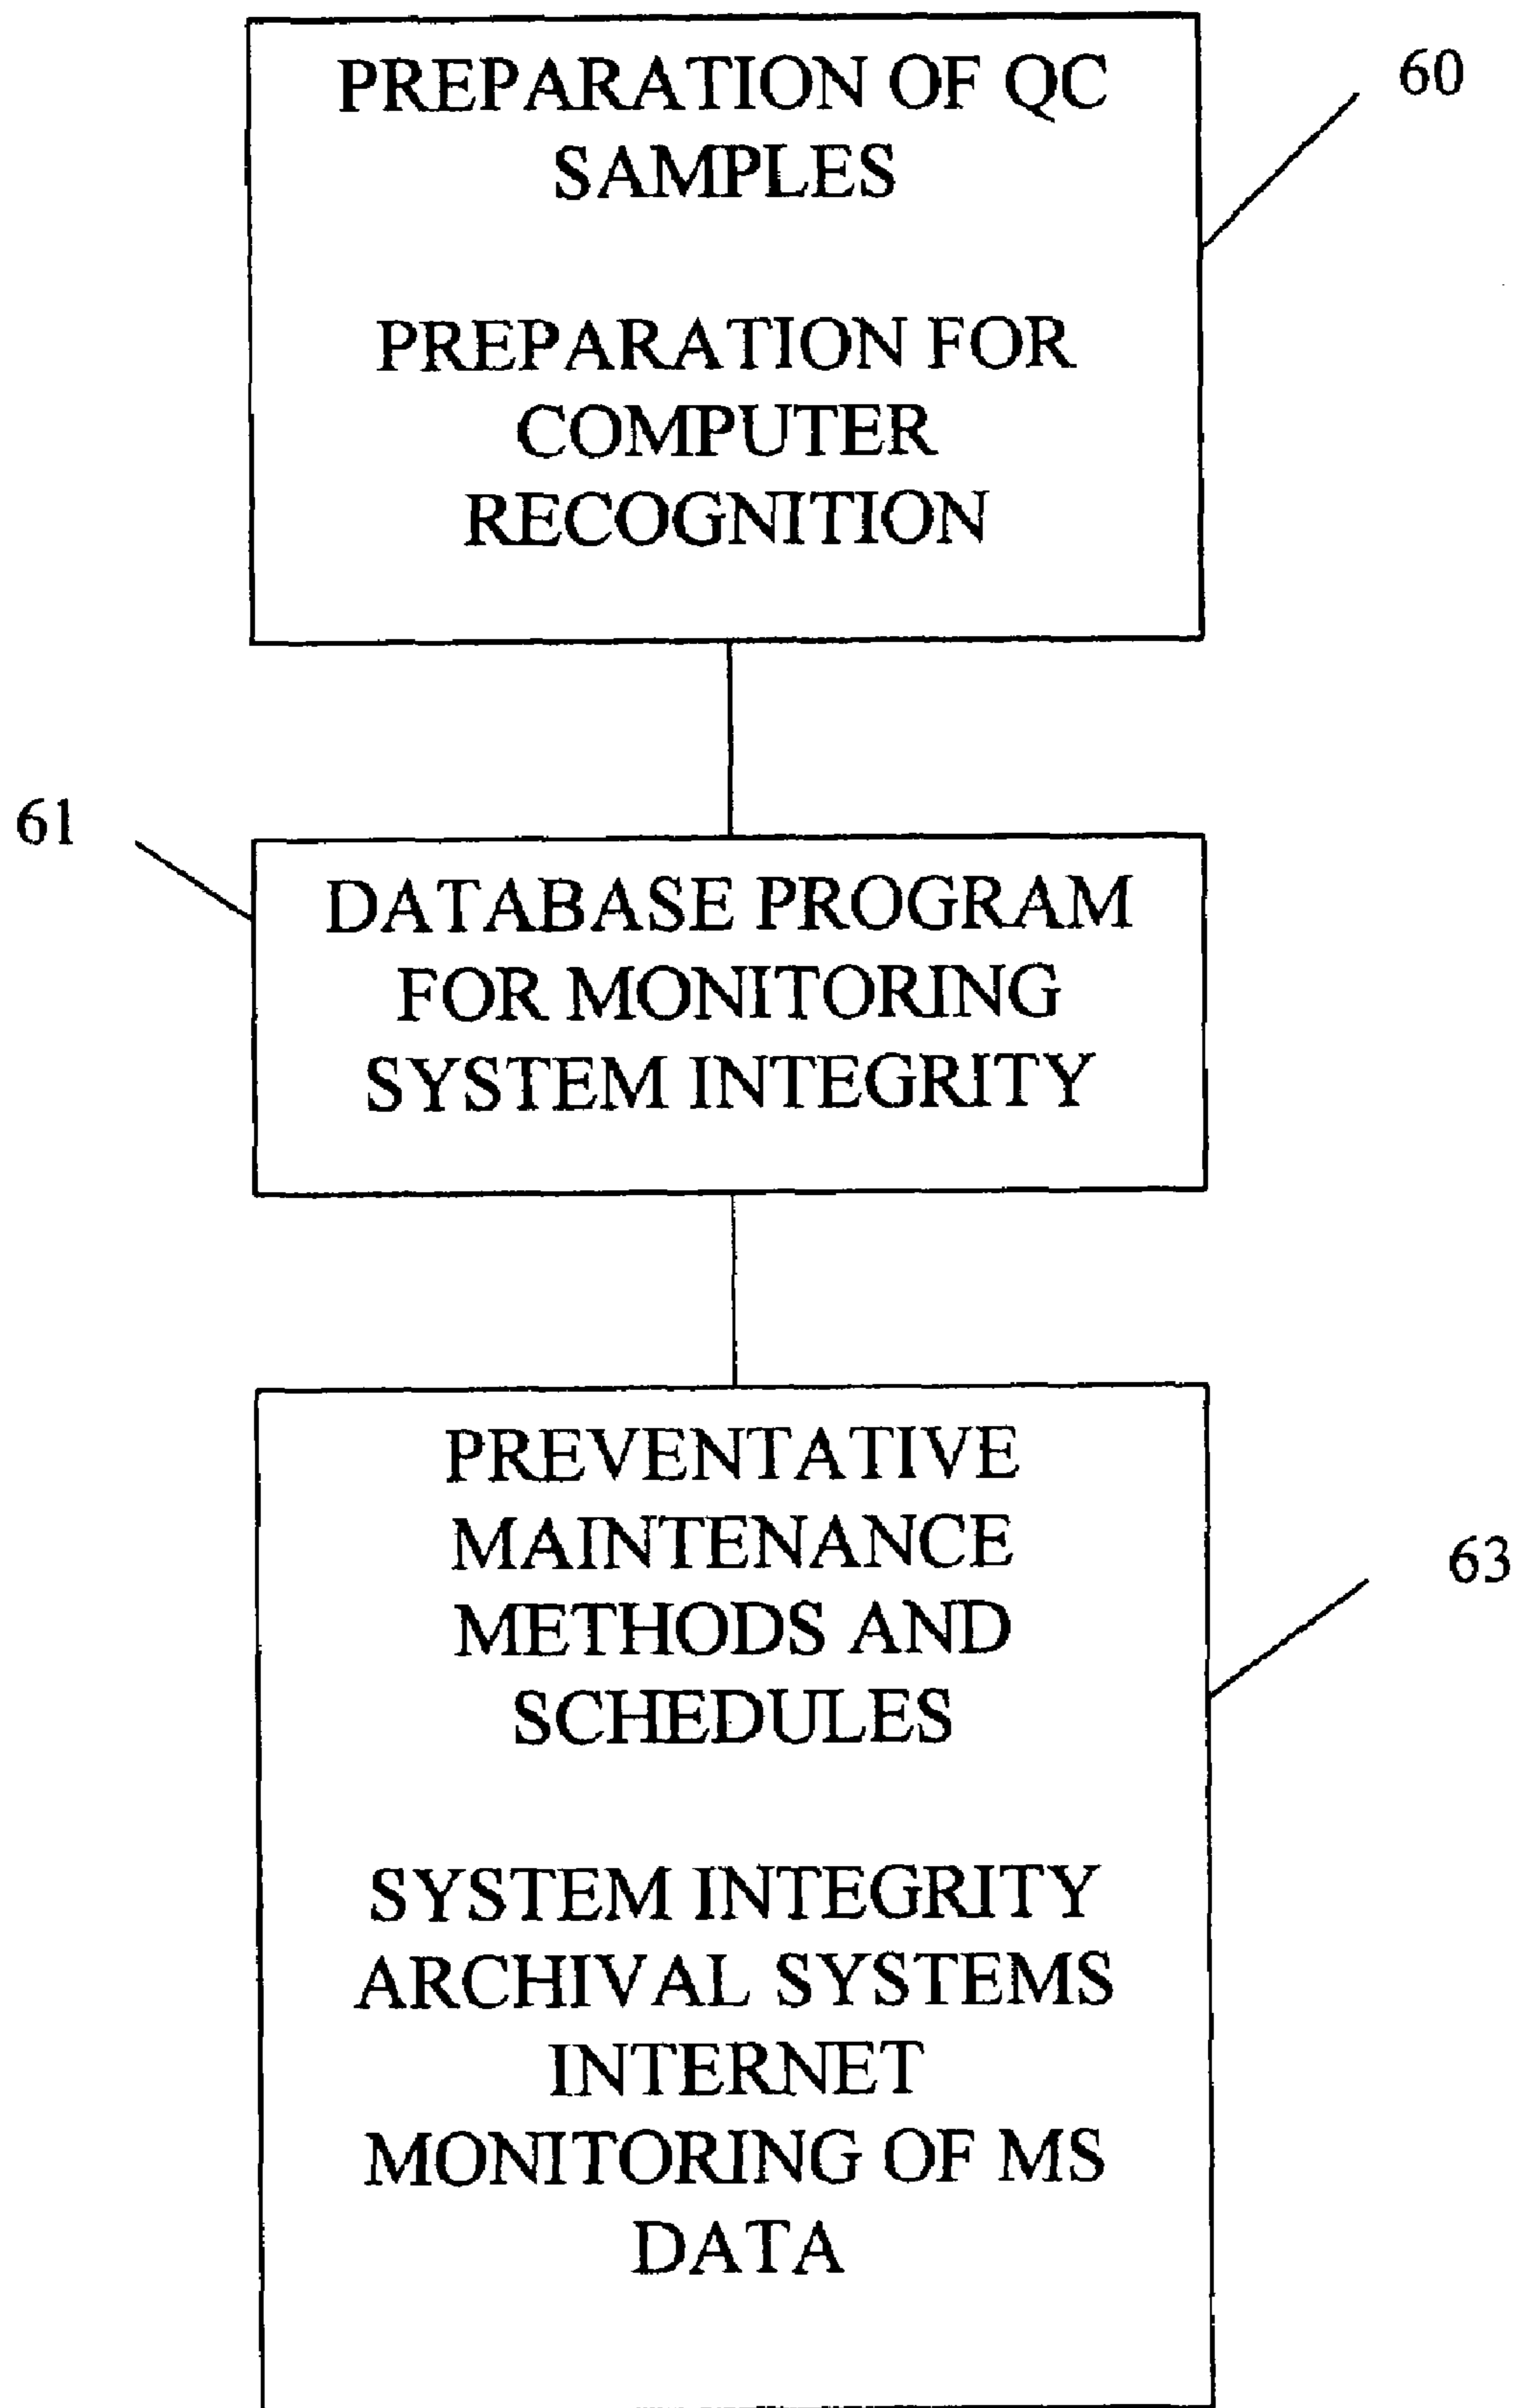 PREPARATION OF QC
SAMPLES
PREPARATION FOR
COMPUTER
RECOGNITION
60
61
DATABASE PROGRAM
FOR MONITORING
SYSTEM INTEGRITY
PREVENTATIVE
MAINTENANCE
METHODS AND
SCHEDULES
SYSTEM INTEGRITY
ARCHIVAL SYSTEMS
INTERNET
MONITORING OF MS
DATA
63